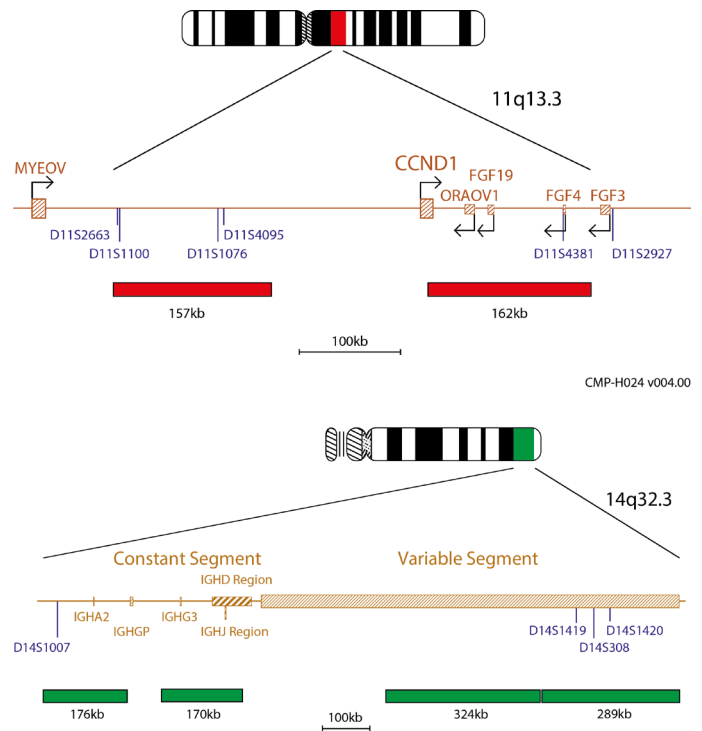 11q13.3
MYEOV
CCND1
FGF19
ORAOV1
FGF4
FGF3
D11S2663
D11S4095
D11S1100
D11S1076
D11S4381
D11S2927
157kb
162kb
100kb
CMP-H024 v004.00
14q32.3
Constant Segment
Variable Segment
IGHD Region
IGHA2
IGHG3
IGHGP
IGHJ Region
D14S1007
D14S1419
D14S1420
D14S308
176kb
170kb
324kb
289kb
100kb